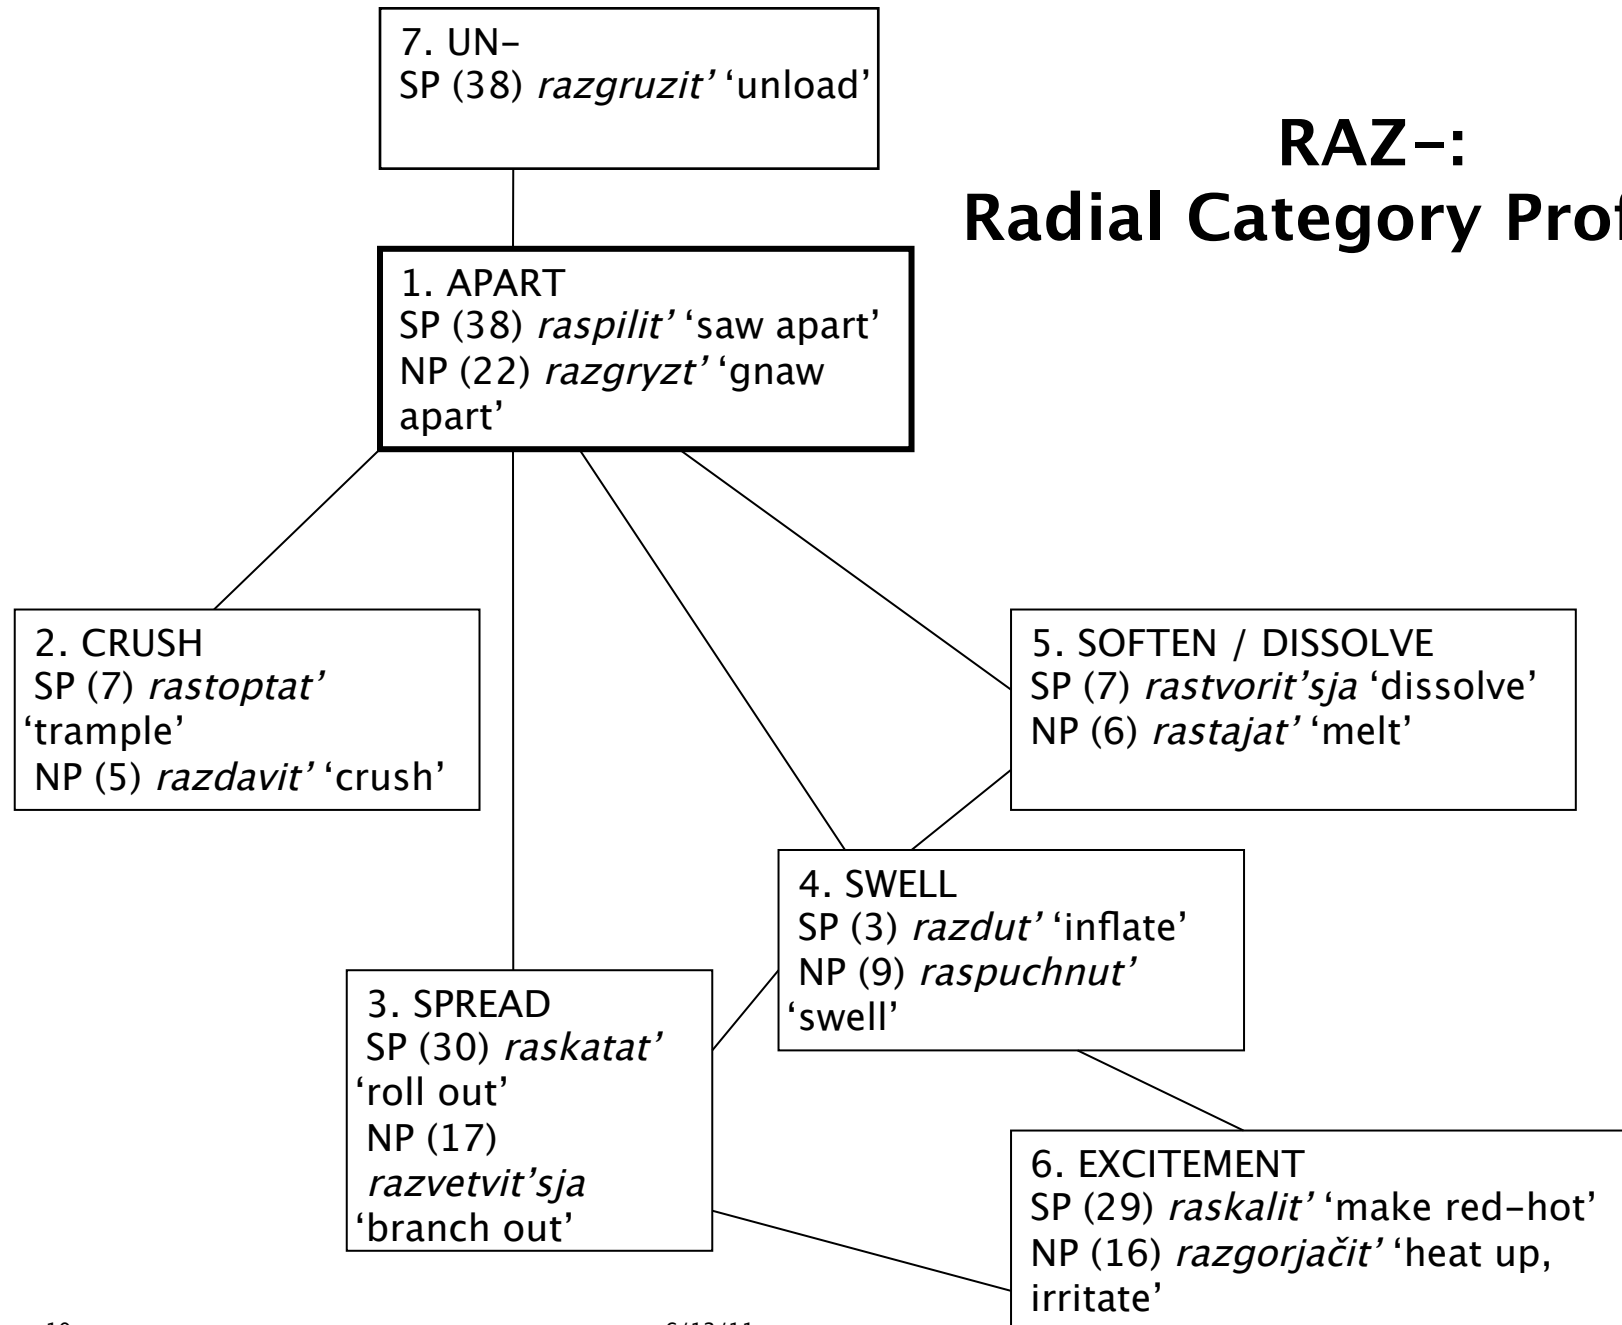 7. UN–
SP (38) razgruzit’ ‘unload’
RAZ–:
Radial Category
1. APART
SP (38) raspilit’ ‘saw apart’
NP (22) razgryzt’ ‘gnaw
apart’
2. CRUSH
SP (7) rastoptat’
‘trample’
NP (5) razdavit’ ‘crush’
5. SOFTEN / DISSOLVE
SP (7) rastvorit’sja ‘dissolve’
NP (6) rastajat’ ‘melt’
4. SWELL
SP (3) razdut’ ‘inflate’
NP (9) raspuchnut’
‘swell’
3. SPREAD
SP (30) raskatat’
‘roll out’
NP (17)
razvetvit’sja
‘branch out’
6. EXCITEMENT
SP (29) raskalit’ ‘make red–hot’
NP (16) razgorjačit’ ‘heat up,
irritate’